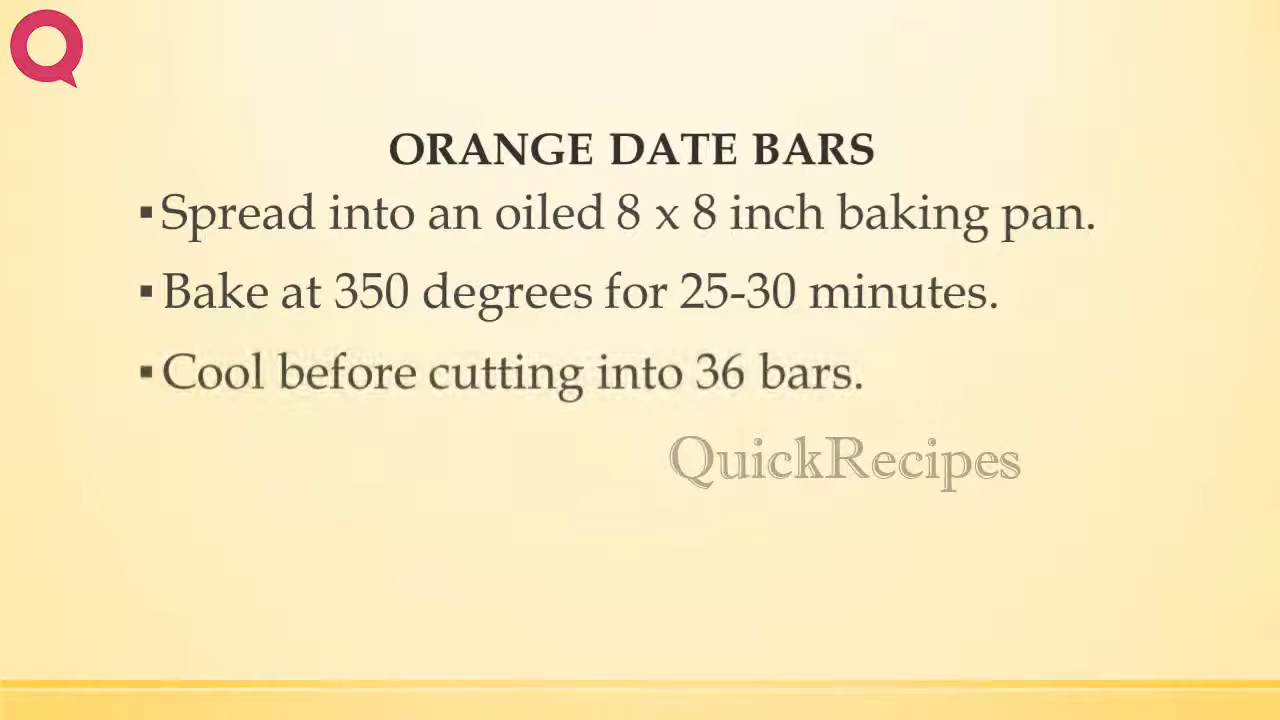 ORANGE DATE BARS
▪Spread into an oiled 8 x 8 inch baking pan.
▪Bake at 350 degrees for 25-30 minutes.
▪Cool before cutting into 36 bars.
QuickRecipes